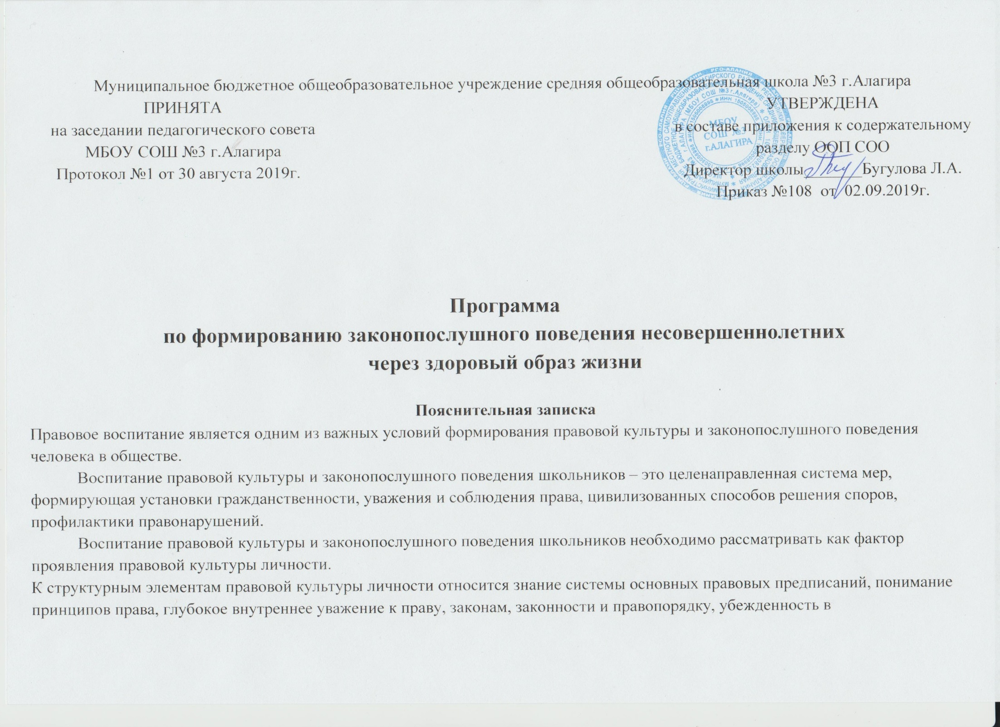 Муниципальное бюджетное общеобразовательное учреждение средняя общеобразовательная школа №3 г.Алагира
ПРИНЯТА
на заседании педагогического совета
МБОУ СОШ №3 г.Алагира
Протокол №1 от 30 августа 2019г.
УТВЕРЖДЕНА
в составе приложения к содержательному
разделу ООП СОО
Директор школы_______Бугулова Л.А.
Приказ №108 от 02.09.2019г.
МБОУ
СОШ №3
г.АЛАГИРА
Программа
по формированию законопослушного поведения несовершеннолетних
через здоровый образ жизни
Пояснительная записка
Правовое воспитание является одним из важных условий формирования правовой культуры и законопослушного поведения
человека в обществе.
Воспитание правовой культуры и законопослушного поведения школьников – это целенаправленная система мер,
формирующая установки гражданственности, уважения и соблюдения права, цивилизованных способов решения споров,
профилактики правонарушений.
Воспитание правовой культуры и законопослушного поведения школьников необходимо рассматривать как фактор
проявления правовой культуры личности.
К структурным элементам правовой культуры личности относится знание системы основных правовых предписаний, понимание
принципов права, глубокое внутреннее уважение к праву, законам, законности и правопорядку, убежденность в